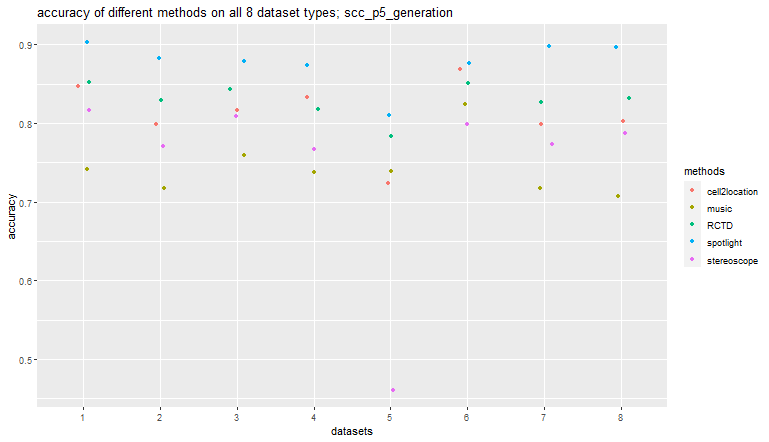 accuracy of different methods on all 8 dataset types; scc_p5_generation
0.9
0.8
0.7
0.6
0.5
accuracy
1 2 3 4 5 6 7 8
datasets
methods
cell2location
music
RCTD
spotlight
stereoscope